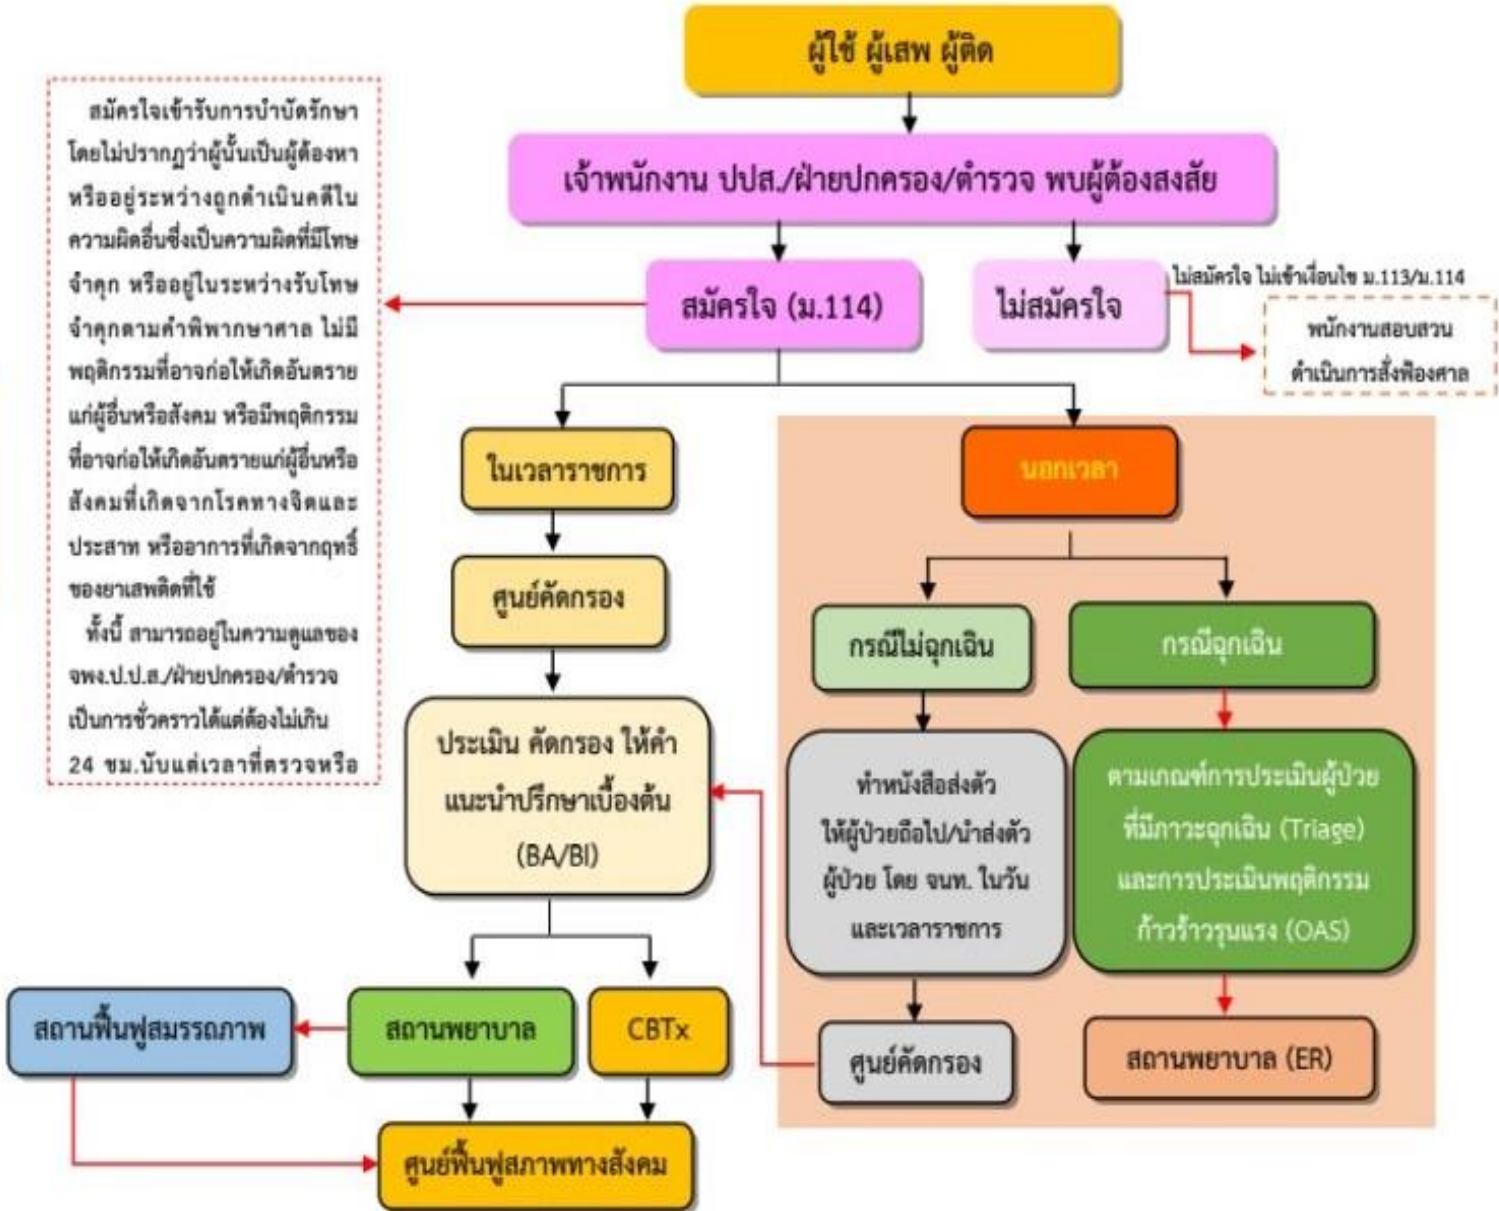 ผู้ใช้ ผู้เสพ ผู้ติด
เจ้าพนักงาน ปปส./ฝ่ายปกครอง/ตำรวจ พบผู้ต้องสงสัย
สมัครใจ (ม.114)
ไม่สมัครใจ
ไม่สมัครใจ ไม่เข้าเงื่อนไข ม.113/ม.114
พนักงานสอบสวน
ดำเนินการสั่งฟ้องศาล
สมัครใจเข้ารับการบำบัดรักษา
โดยไม่ปรากฏว่าผู้นั้นเป็นผู้ต้องหา
หรืออยู่ระหว่างถูกดำเนินคดีใน
ความผิดอื่นซึ่งเป็นความผิดที่มีโทษ
จำคุก หรืออยู่ในระหว่างรับโทษ
จำคุกตามคำพิพากษาศาล ไม่มี
พฤติกรรมที่อาจก่อให้เกิดอันตราย
แก่ผู้อื่นหรือสังคม หรือมีพฤติกรรม
ที่อาจก่อให้เกิดอันตรายแก่ผู้อื่นหรือ
สังคมที่เกิดจากโรคทางจิตและ
ประสาท หรืออาการที่เกิดจากฤทธิ์
ของยาเสพติดที่ใช้
ทั้งนี้ สามารถอยู่ในความดูแลของ
จพง.ป.ป.ส./ฝ่ายปกครอง/ตำรวจ
เป็นการชั่วคราวได้แต่ต้องไม่เกิน
24 ชม.นับแต่เวลาที่ตรวจหรือ
ในเวลาราชการ
นอกเวลา
ศูนย์คัดกรอง
กรณีไม่ฉุกเฉิน
กรณีฉุกเฉิน
ประเมิน คัดกรอง ให้คำ
แนะนำปรึกษาเบื้องต้น
(BA/BI)
ทำหนังสือส่งตัว
ให้ผู้ป่วยถือไป/นำส่งตัว
ผู้ป่วย โดย จนท. ในวัน
และเวลาราชการ
ตามเกณฑ์การประเมินผู้ป่วย
ที่มีภาวะฉุกเฉิน (Triage)
และการประเมินพฤติกรรม
ก้าวร้าวรุนแรง (OAS)
สถานฟื้นฟูสมรรถภาพ
สถานพยาบาล
CBTx
ศูนย์คัดกรอง
สถานพยาบาล (ER)
ศูนย์ฟื้นฟูสภาพทางสังคม